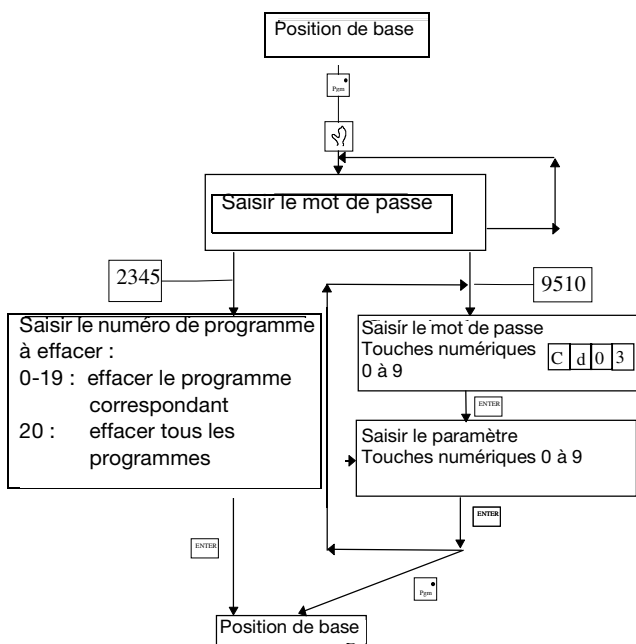 Position de base
Pgm
Saisir le mot de passe
2345
9510
Saisir le numéro de programme
à effacer :
0-19 : effacer le programme
correspondant
20 : effacer tous les
programmes
Saisir le mot de passe
Touches numériques
0 à 9
C d 0 3
ENTER
Saisir le paramètre
Touches numériques 0 à 9
ENTER
ENTER
Pgm
Position de base